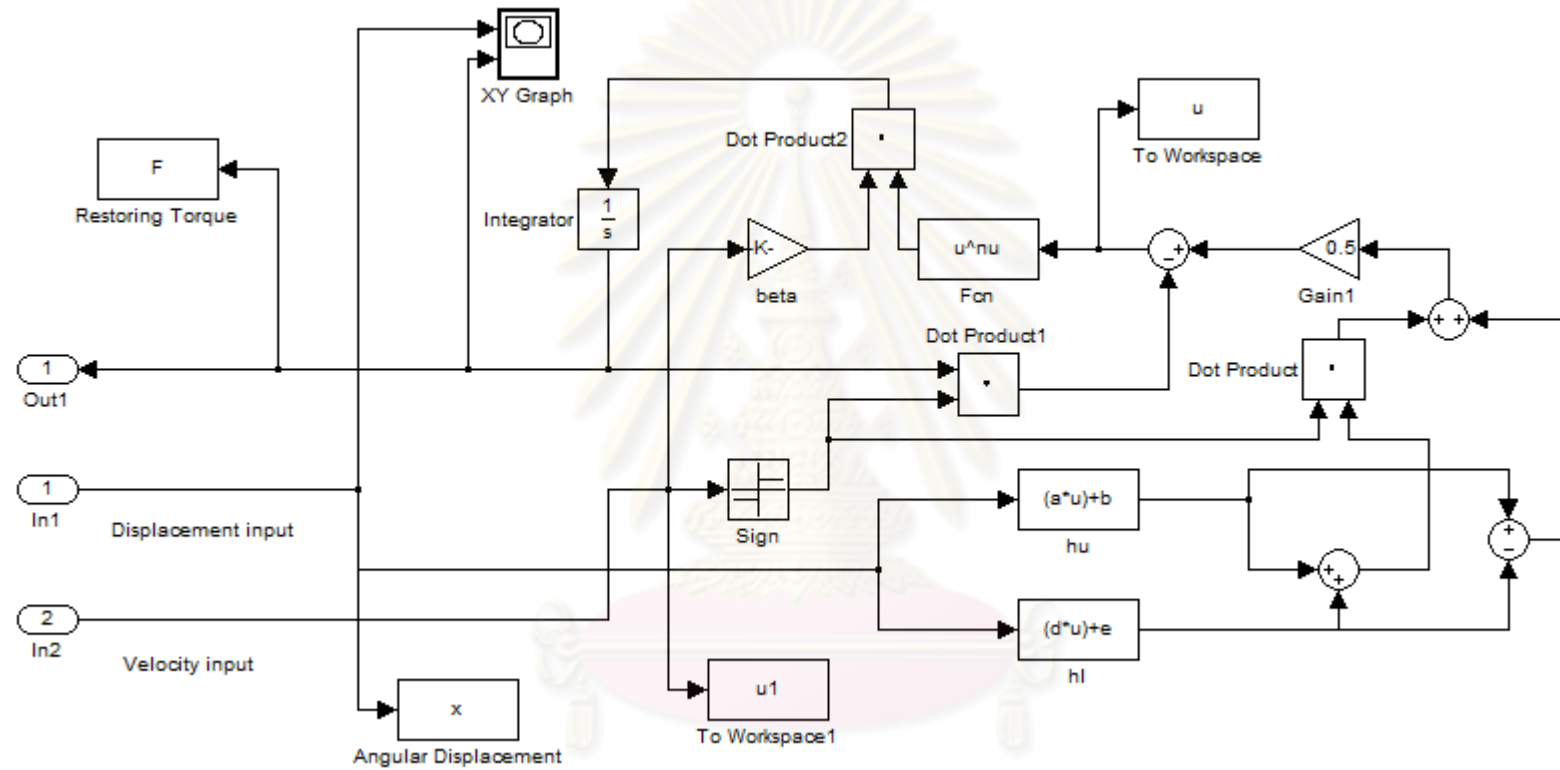 XY Graph
Dot Product2
u
To Workspace
F
Restoring Torque
Integrator
1
s
K-
beta
u^nu
Fcn
- +
0.5
Gain1
+ +
Dot Product1
Dot Product
1
Out1
1
In1
Displacement input
Sign
(a*u)+b
hu
+
-
+
+
2
In2
Velocity input
(d*u)+e
hl
x
Angular Displacement
u1
To Workspace1